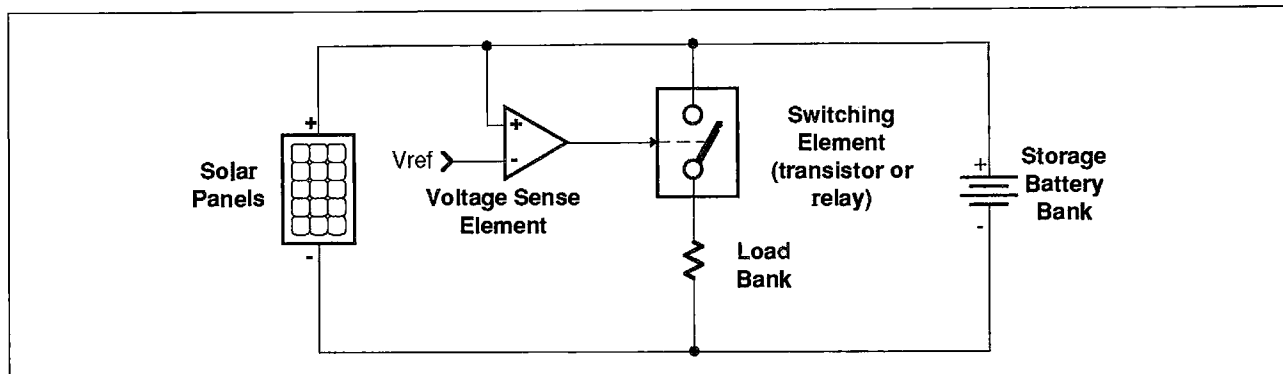 +
Solar
Panels
-
Vref
+
-
Voltage Sense
Element
Switching
Element
(transistor or
relay)
Load
Bank
+
Storage
Battery
Bank
-